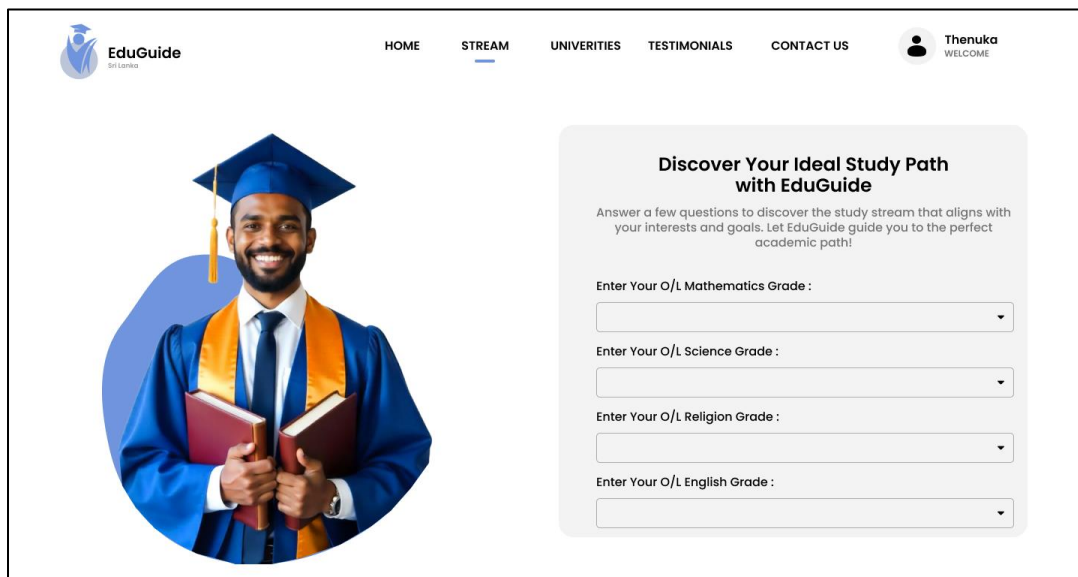 EduGuide
Sri Lanka
HOME STREAM UNIVERITIES TESTIMONIALS CONTACT US
Thenuka
WELCOME
Discover Your Ideal Study Path
with EduGuide
Answer a few questions to discover the study stream that aligns with
your interests and goals. Let EduGuide guide you to the perfect
academic path!
Enter Your O/L Mathematics Grade :
Enter Your O/L Science Grade :
Enter Your O/L Religion Grade :
Enter Your O/L English Grade :